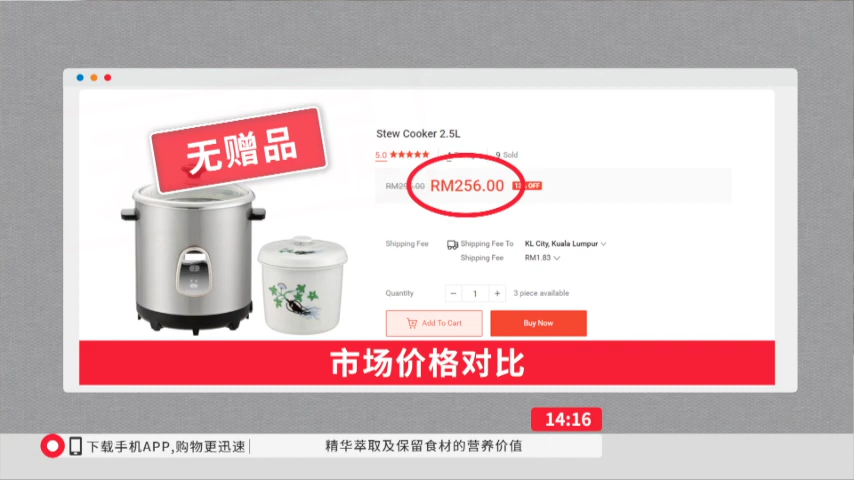 无赠品
Stew Cooker 2.5L
5.0
9 Sold
RM256.00
OFF
Shipping Fee
Shipping Fee To
KL City, Kuala Lumpur
Shipping Fee
RM1.83
Quantity
− 1 +
3 piece available
Add To Cart
Buy Now
市场价格对比
14:16
下载手机APP,购物更迅速
精华萃取及保留食材的营养价值